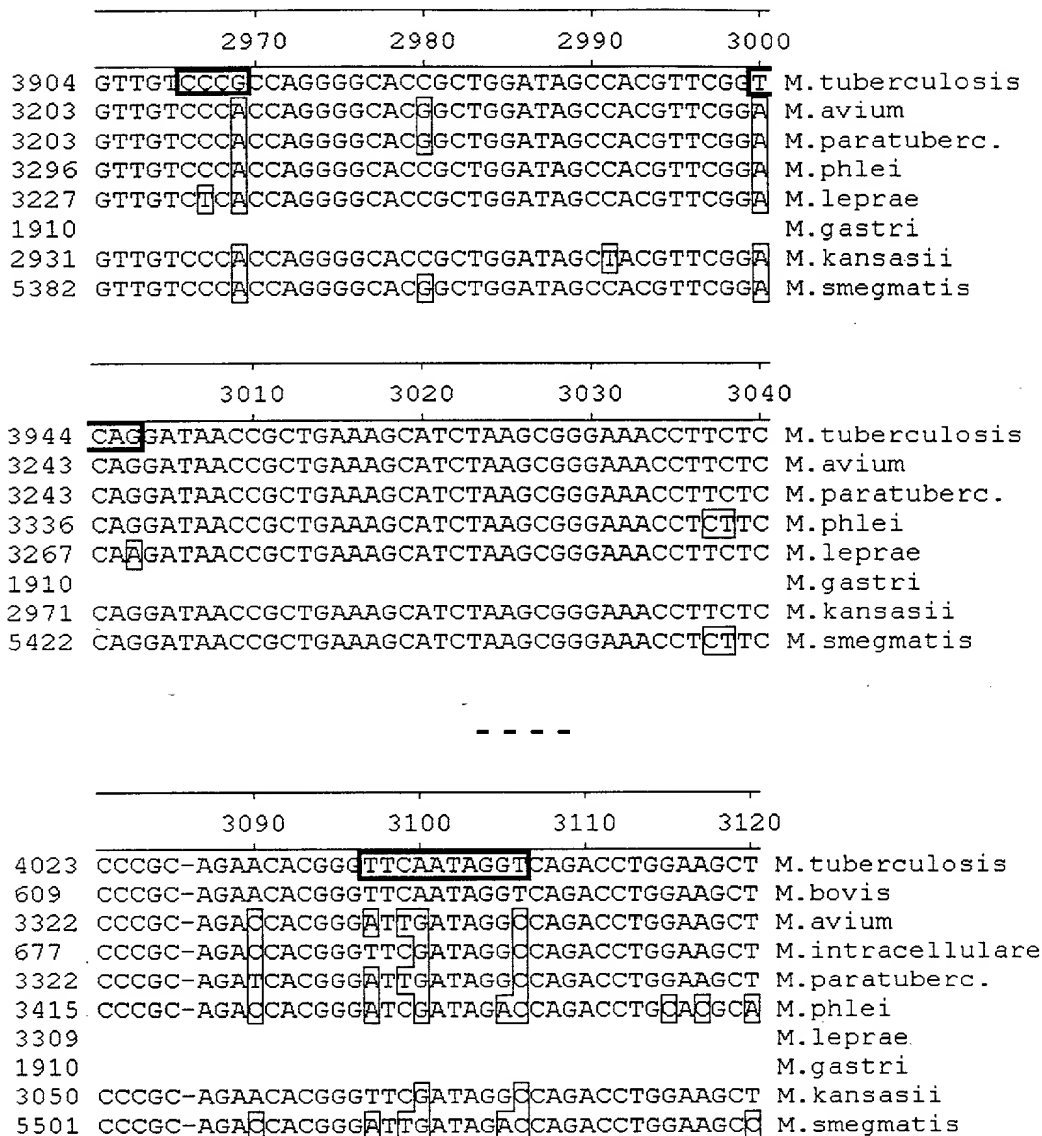 2970 2980 2990 3000
3904 GTTGTCCCGCCAGGGGCACCGCTGGATAGCCACGTTCGGT M.tuberculosis
3203 GTTGTCCCACCAGGGGCACGGCTGGATAGCCACGTTCGGA M.avium
3203 GTTGTCCCACCAGGGGCACGGCTGGATAGCCACGTTCGGA M.paratuberc.
3296 GTTGTCCCACCAGGGGCACCGCTGGATAGCCACGTTCGGA M.phlei
3227 GTTGTCTCACCAGGGGCACCGCTGGATAGCCACGTTCGGA M.leprae
1910 M.gastri
2931 GTTGTCCCACCAGGGGCACCGCTGGATAGCTACGTTCGGA M.kansasii
5382 GTTGTCCCACCAGGGGCACGGCTGGATAGCCACGTTCGGA M.smegmatis
3010 3020 3030 3040
3944 CAGGATAACCGCTGAAAGCATCTAAGCGGGAAACCTTCTC M.tuberculosis
3243 CAGGATAACCGCTGAAAGCATCTAAGCGGGAAACCTTCTC M.avium
3243 CAGGATAACCGCTGAAAGCATCTAAGCGGGAAACCTTCTC M.paratuberc.
3336 CAGGATAACCGCTGAAAGCATCTAAGCGGGAAACCTCTTC M.phlei
3267 CAAGATAACCGCTGAAAGCATCTAAGCGGGAAACCTTCTC M.leprae
1910 M.gastri
2971 CAGGATAACCGCTGAAAGCATCTAAGCGGGAAACCTTCTC M.kansasii
5422 CAGGATAACCGCTGAAAGCATCTAAGCGGGAAACCTCTTC M.smegmatis
- - - -
3090 3100 3110 3120
4023 CCCGC-AGAACACGGGTTCAATAGGTCAGACCTGGAAGCT M.tuberculosis
609 CCCGC-AGAACACGGGTTCAATAGGTCAGACCTGGAAGCT M.bovis
3322 CCCGC-AGACCACGGGATTGATAGGCCAGACCTGGAAGCT M.avium
677 CCCGC-AGACCACGGGTTCGATAGGCCAGACCTGGAAGCT M.intracellulare
3322 CCCGC-AGATCACGGGATTGATAGGCCAGACCTGGAAGCT M.paratuberc.
3415 CCCGC-AGACCACGGGATCGATAGACCAGACCTGCACGCA M.phlei
3309 M.leprae
1910 M.gastri
3050 CCCGC-AGAACACGGGTTCGATAGGCCAGACCTGGAAGCT M.kansasii
5501 CCCGC-AGACCACGGGATTGATAGACCAGACCTGGAAGCC M.smegmatis